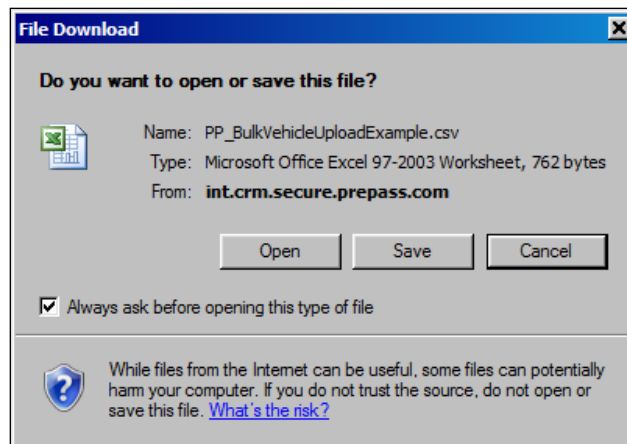 File Download
Do you want to open or save this file?
Name: PP_BulkVehicleUploadExample.csv
Type: Microsoft Office Excel 97-2003 Worksheet, 762 bytes
From: int.crm.secure.prepass.com
Open Save Cancel
Always ask before opening this type of file
While files from the Internet can be useful, some files can potentially
harm your computer. If you do not trust the source, do not open or
save this file. What's the risk?